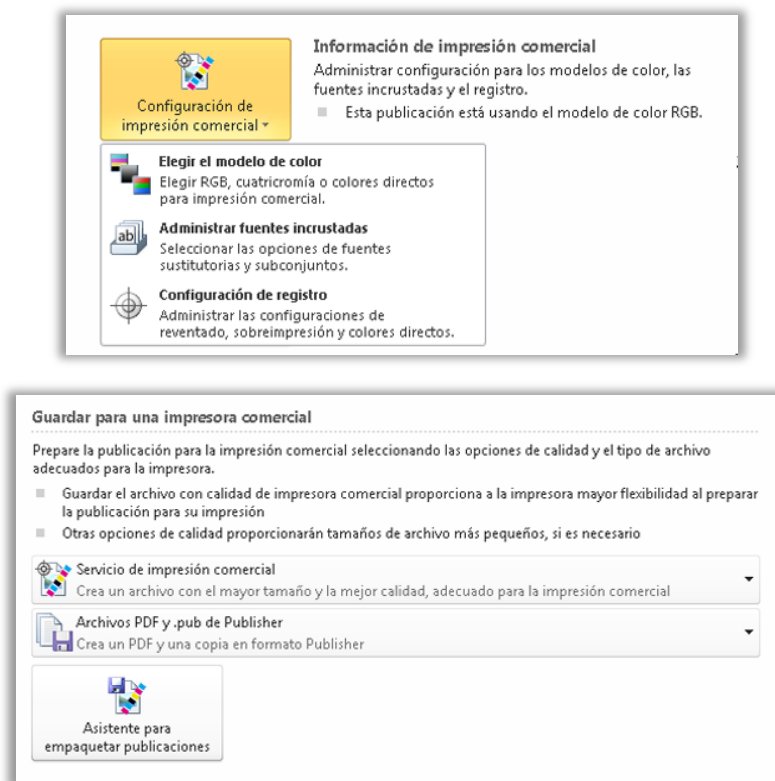 Información de impresión comercial
Administrar configuración para los modelos de color, las
fuentes incrustadas y el registro.
Esta publicación está usando el modelo de color RGB.
Configuración de
impresión comercial
Elegir el modelo de color
Elegir RGB, cuatricromía o colores directos
para impresión comercial.
ab
Administrar fuentes incrustadas
Seleccionar las opciones de fuentes
sustitutorias y subconjuntos.
Configuración de registro
Administrar las configuraciones de
reventado, sobreimpresión y colores directos.
Guardar para una impresora comercial
Prepare la publicación para la impresión comercial seleccionando las opciones de calidad y el tipo de archivo
adecuados para la impresora.
Guardar el archivo con calidad de impresora comercial proporciona a la impresora mayor flexibilidad al preparar
la publicación para su impresión
Otras opciones de calidad proporcionarán tamaños de archivo más pequeños, si es necesario
Servicio de impresión comercial
Crea un archivo con el mayor tamaño y la mejor calidad, adecuado para la impresión comercial
Archivos PDF y .pub de Publisher
Crea un PDF y una copia en formato Publisher
Asistente para
empaquetar publicaciones